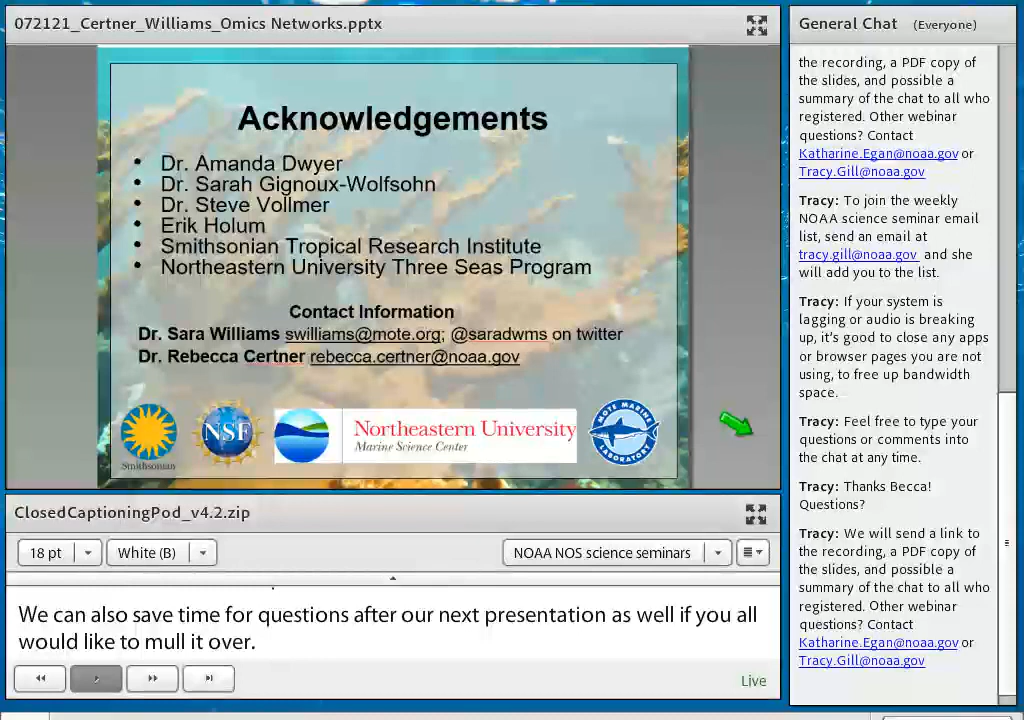 072121_Certner_Williams_Omics Networks.pptx
Acknowledgements
• Dr. Amanda Dwyer
• Dr. Sarah Gignoux-Wolfsohn
• Dr. Steve Vollmer
• Erik Holum
• Smithsonian Tropical Research Institute
• Northeastern University Three Seas Program
Contact Information
Dr. Sara Williams swilliams@mote.org; @saradwms on twitter
Dr. Rebecca Certner rebecca.certner@noaa.gov
Smithsonian
NSF
Northeastern University
Marine Science Center
MOTE MARINE
LABORATORY
ClosedCaptioningPod_v4.2.zip
18 pt
White (B)
NOAA NOS science seminars
We can also save time for questions after our next presentation as well if you all
would like to mull it over.
Live
General Chat (Everyone)
the recording, a PDF copy of
the slides, and possible a
summary of the chat to all who
registered. Other webinar
questions? Contact
Katharine.Egan@noaa.gov or
Tracy.Gill@noaa.gov
Tracy: To join the weekly
NOAA science seminar email
list, send an email at
tracy.gill@noaa.gov and she
will add you to the list.
Tracy: If your system is
lagging or audio is breaking
up, it's good to close any apps
or browser pages you are not
using, to free up bandwidth
space.
Tracy: Feel free to type your
questions or comments into
the chat at any time.
Tracy: Thanks Becca!
Questions?
Tracy: We will send a link to
the recording, a PDF copy of
the slides, and possible a
summary of the chat to all who
registered. Other webinar
questions? Contact
Katharine.Egan@noaa.gov or
Tracy.Gill@noaa.gov